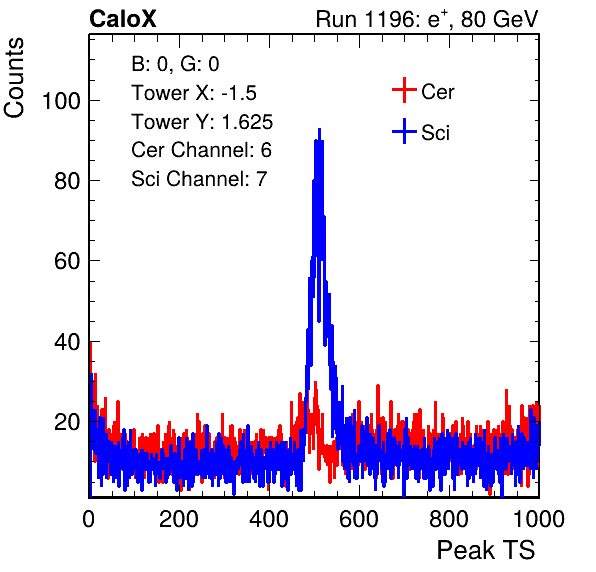 CaloX Run 1196: e⁺, 80 GeV
Counts
B: 0, G: 0
Tower X: -1.5
Tower Y: 1.625
Cer Channel: 6
Sci Channel: 7
Cer
Sci
100
80
60
40
20
0 200 400 600 800 1000
Peak TS